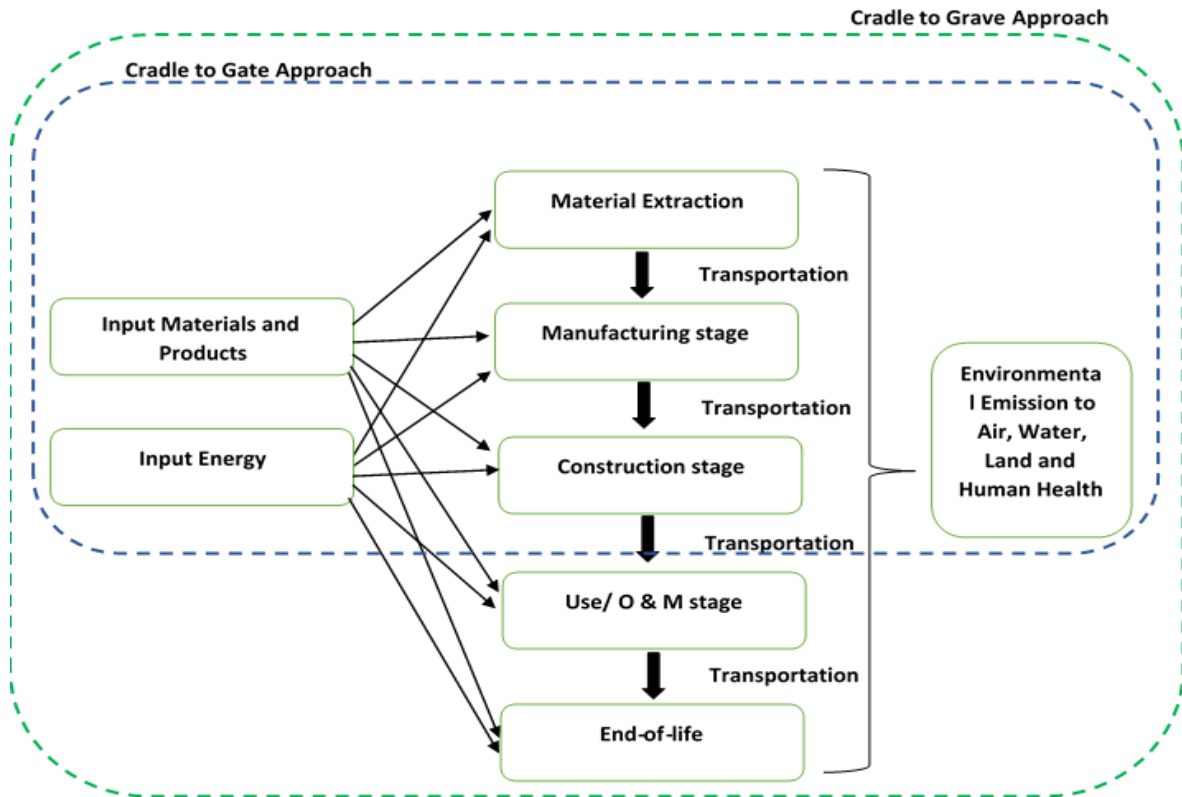 Cradle to Grave Approach
Cradle to Gate Approach
Material Extraction
Transportation
Input Materials and
Products
Manufacturing stage
Transportation
Environmenta
l Emission to
Air, Water,
Land and
Human Health
Input Energy
Construction stage
Transportation
Use/ O & M stage
Transportation
End-of-life